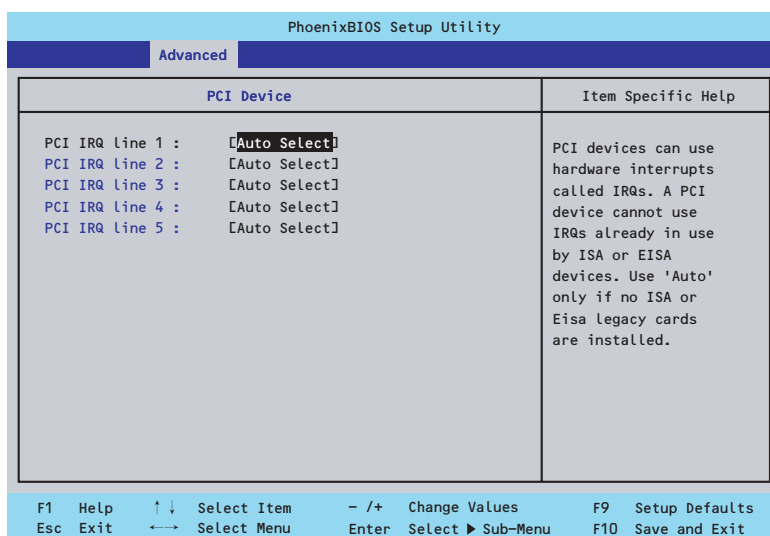 PhoenixBIOS Setup Utility
Advanced
PCI Device
PCI IRQ line 1 : [Auto Select]
PCI IRQ line 2 : [Auto Select]
PCI IRQ line 3 : [Auto Select]
PCI IRQ line 4 : [Auto Select]
PCI IRQ line 5 : [Auto Select]
Item Specific Help
PCI devices can use
hardware interrupts
called IRQs. A PCI
device cannot use
IRQs already in use
by ISA or EISA
devices. Use 'Auto'
only if no ISA or
Eisa legacy cards
are installed.
F1 Help ↑↓ Select Item - /+ Change Values F9 Setup Defaults
Esc Exit ←→ Select Menu Enter Select ▶ Sub-Menu F10 Save and Exit